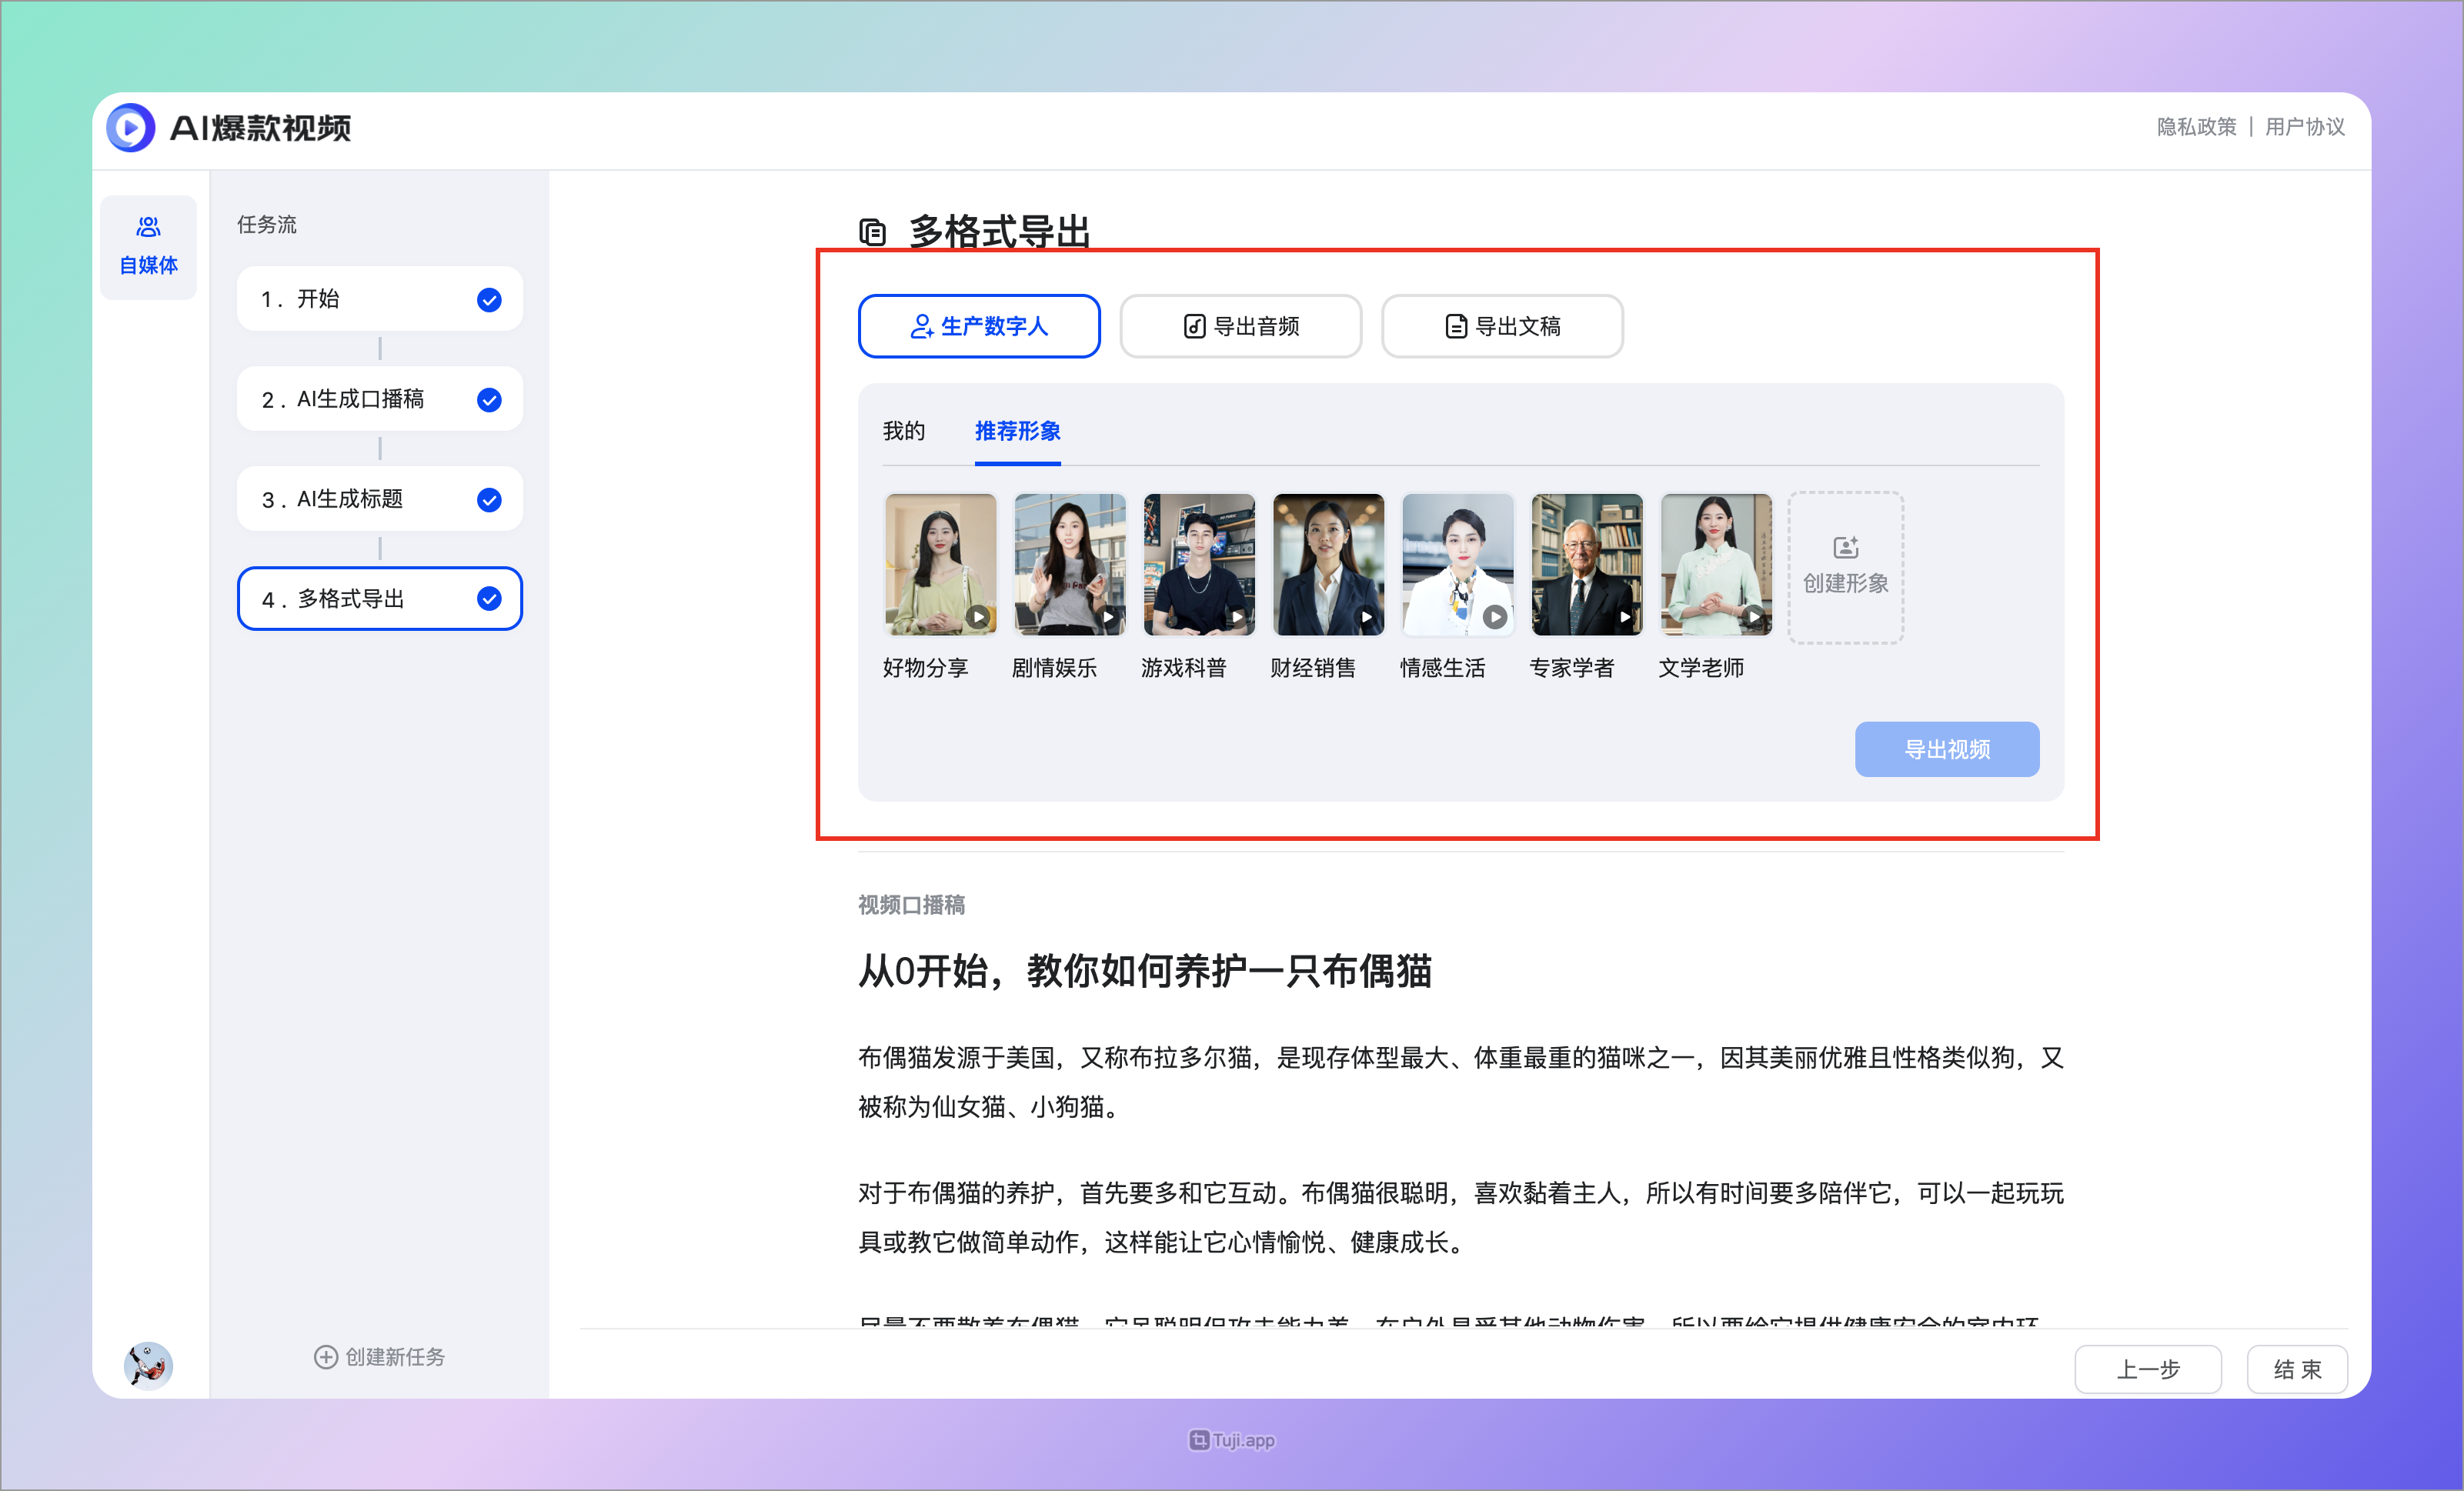 AI爆款视频
隐私政策 | 用户协议
自媒体
任务流
1. 开始
2. AI生成口播稿
3. AI生成标题
4. 多格式导出
创建新任务
多格式导出
生产数字人
导出音频
导出文稿
我的
推荐形象
好物分享
剧情娱乐
游戏科普
财经销售
情感生活
专家学者
文学老师
创建形象
导出视频
视频口播稿
从0开始，教你如何养护一只布偶猫
布偶猫发源于美国，又称布拉多尔猫，是现存体型最大、体重最重的猫咪之一，因其美丽优雅且性格类似狗，又
被称为仙女猫、小狗猫。
对于布偶猫的养护，首先要多和它互动。布偶猫很聪明，喜欢黏着主人，所以有时间要多陪伴它，可以一起玩玩
具或教它做简单动作，这样能让它心情愉悦、健康成长。
上一步
结 束
Tuji.app